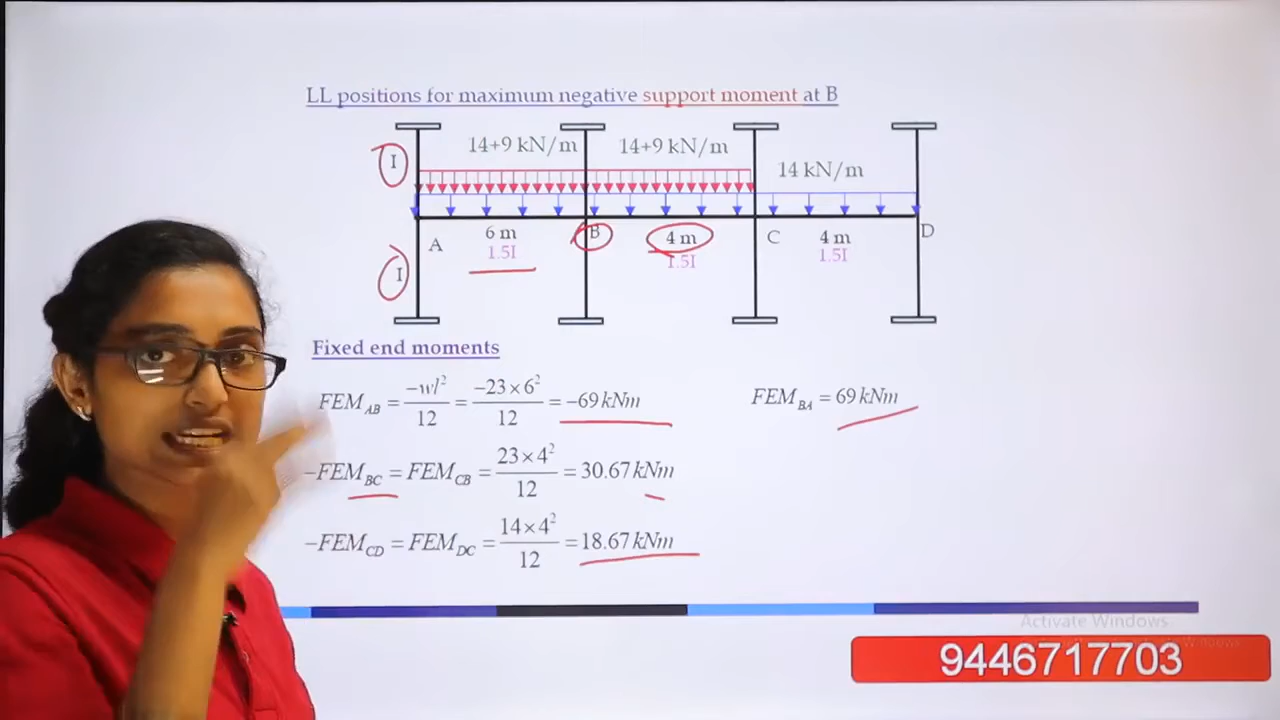 LL positions for maximum negative support moment at B
14+9 kN/m 14+9 kN/m 14 kN/m
I
A 6 m B 4 m C 4 m D
I 1.5I 1.5I 1.5I
Fixed end moments
FEM_AB = -wl²/12 = -23×6²/12 = -69 kNm FEM_BA = 69 kNm
-FEM_BC = FEM_CB = 23×4²/12 = 30.67 kNm
-FEM_CD = FEM_DC = 14×4²/12 = 18.67 kNm
Activate Windows
9446717703